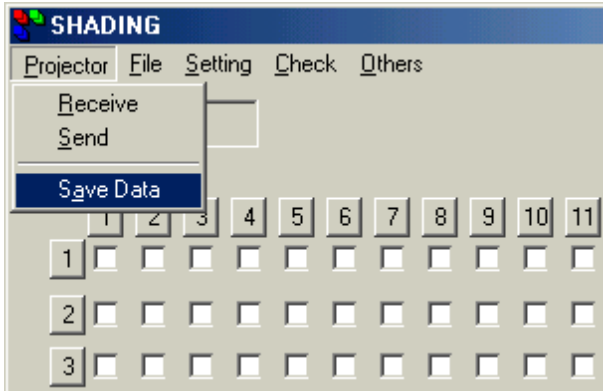 SHADING
Projector File Setting Check Others
Receive
Send
Save Data
1 2 3 4 5 6 7 8 9 10 11
1
2
3